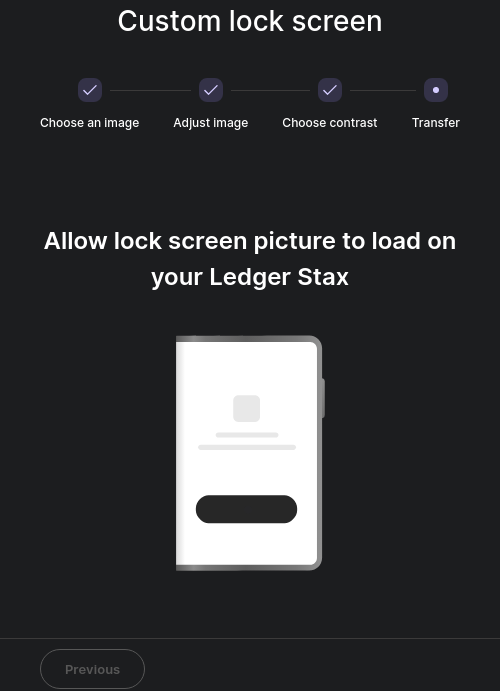 Custom lock screen
Choose an image
Adjust image
Choose contrast
Transfer
Allow lock screen picture to load on
your Ledger Stax
Previous